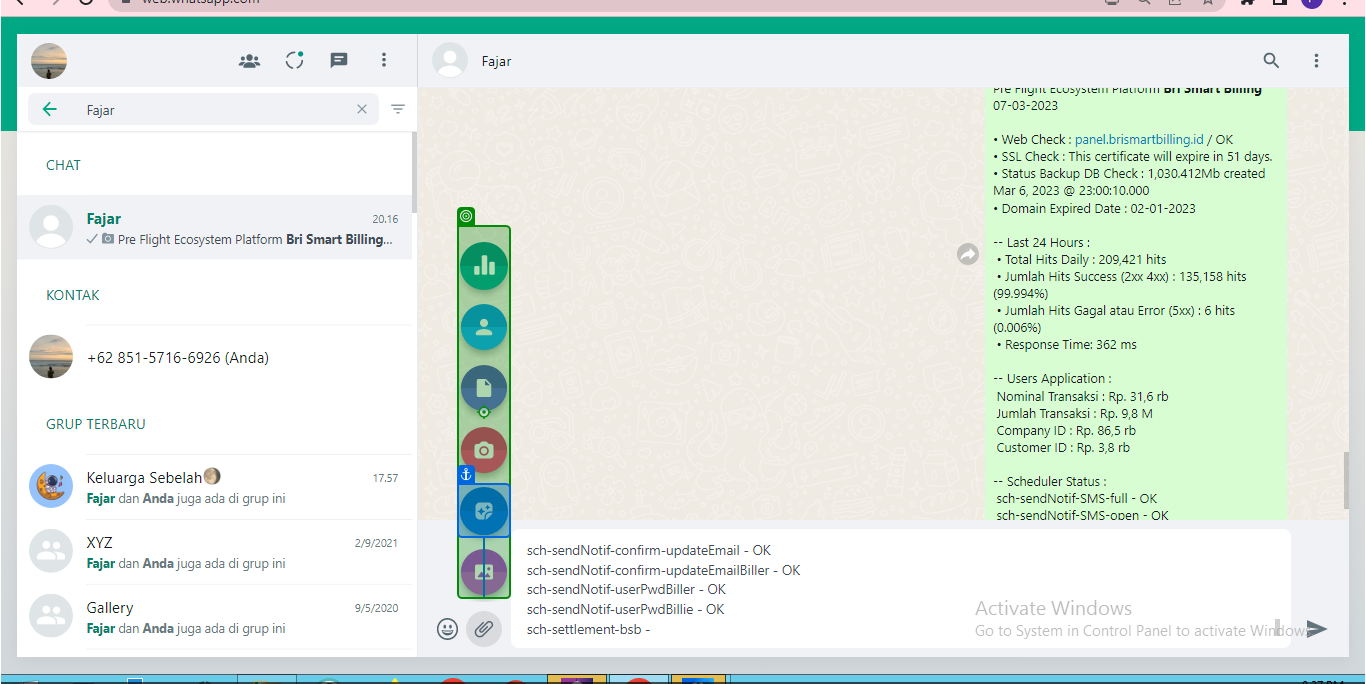 web.whatsapp.com
Fajar
CHAT
Fajar 20.16
Pre Flight Ecosystem Platform Bri Smart Billing...
KONTAK
+62 851-5716-6926 (Anda)
GRUP TERBARU
Keluarga Sebelah 17.57
Fajar dan Anda juga ada di grup ini
XYZ 2/9/2021
Fajar dan Anda juga ada di grup ini
Gallery 9/5/2020
Fajar dan Anda juga ada di grup ini
Fajar
Pre Flight Ecosystem Platform Bri Smart Billing
07-03-2023
• Web Check : panel.brismartbilling.id / OK
• SSL Check : This certificate will expire in 51 days.
• Status Backup DB Check : 1,030.412Mb created
Mar 6, 2023 @ 23:00:10.000
• Domain Expired Date : 02-01-2023
-- Last 24 Hours :
• Total Hits Daily : 209,421 hits
• Jumlah Hits Success (2xx 4xx) : 135,158 hits
(99.994%)
• Jumlah Hits Gagal atau Error (5xx) : 6 hits
(0.006%)
• Response Time: 362 ms
-- Users Application :
Nominal Transaksi : Rp. 31,6 rb
Jumlah Transaksi : Rp. 9,8 M
Company ID : Rp. 86,5 rb
Customer ID : Rp. 3,8 rb
-- Scheduler Status :
sch-sendNotif-SMS-full - OK
sch-sendNotif-SMS-open - OK
sch-sendNotif-confirm-updateEmail - OK
sch-sendNotif-confirm-updateEmailBiller - OK
sch-sendNotif-userPwdBiller - OK
sch-sendNotif-userPwdBillie - OK
sch-settlement-bsb -
Activate Windows
Go to System in Control Panel to activate Windows